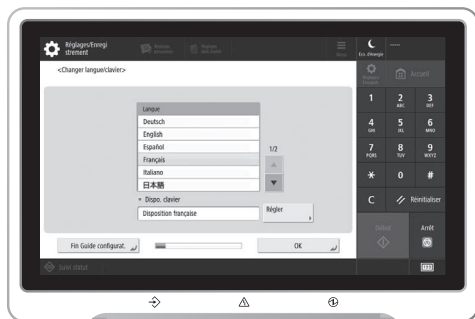 Réglages/Enregi
strement
Menu
Éco. d'énergie
<Changer langue/clavier>
Accueil
Langue
Deutsch
English
Español
Français
Italiano
日本語
1/2
Dispo. clavier
Disposition française
Régler
Fin Guide configurat.
OK
Suivi statut
1
2 ABC
3 DEF
4 GHI
5 JKL
6 MNO
7 PQRS
8 TUV
9 WXYZ
* 0 #
C
Réinitialiser
Début
Arrêt
123